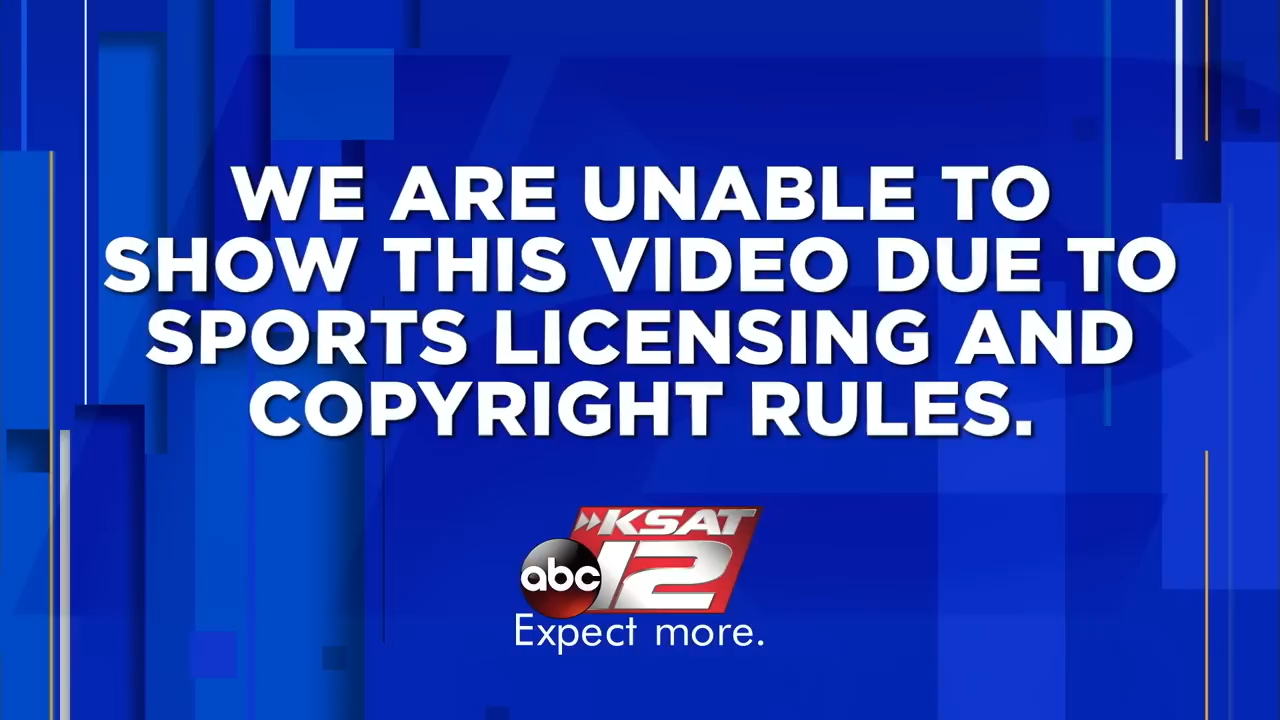 WE ARE UNABLE TO
SHOW THIS VIDEO DUE TO
SPORTS LICENSING AND
COPYRIGHT RULES.
KSAT
abc 12
Expect more.